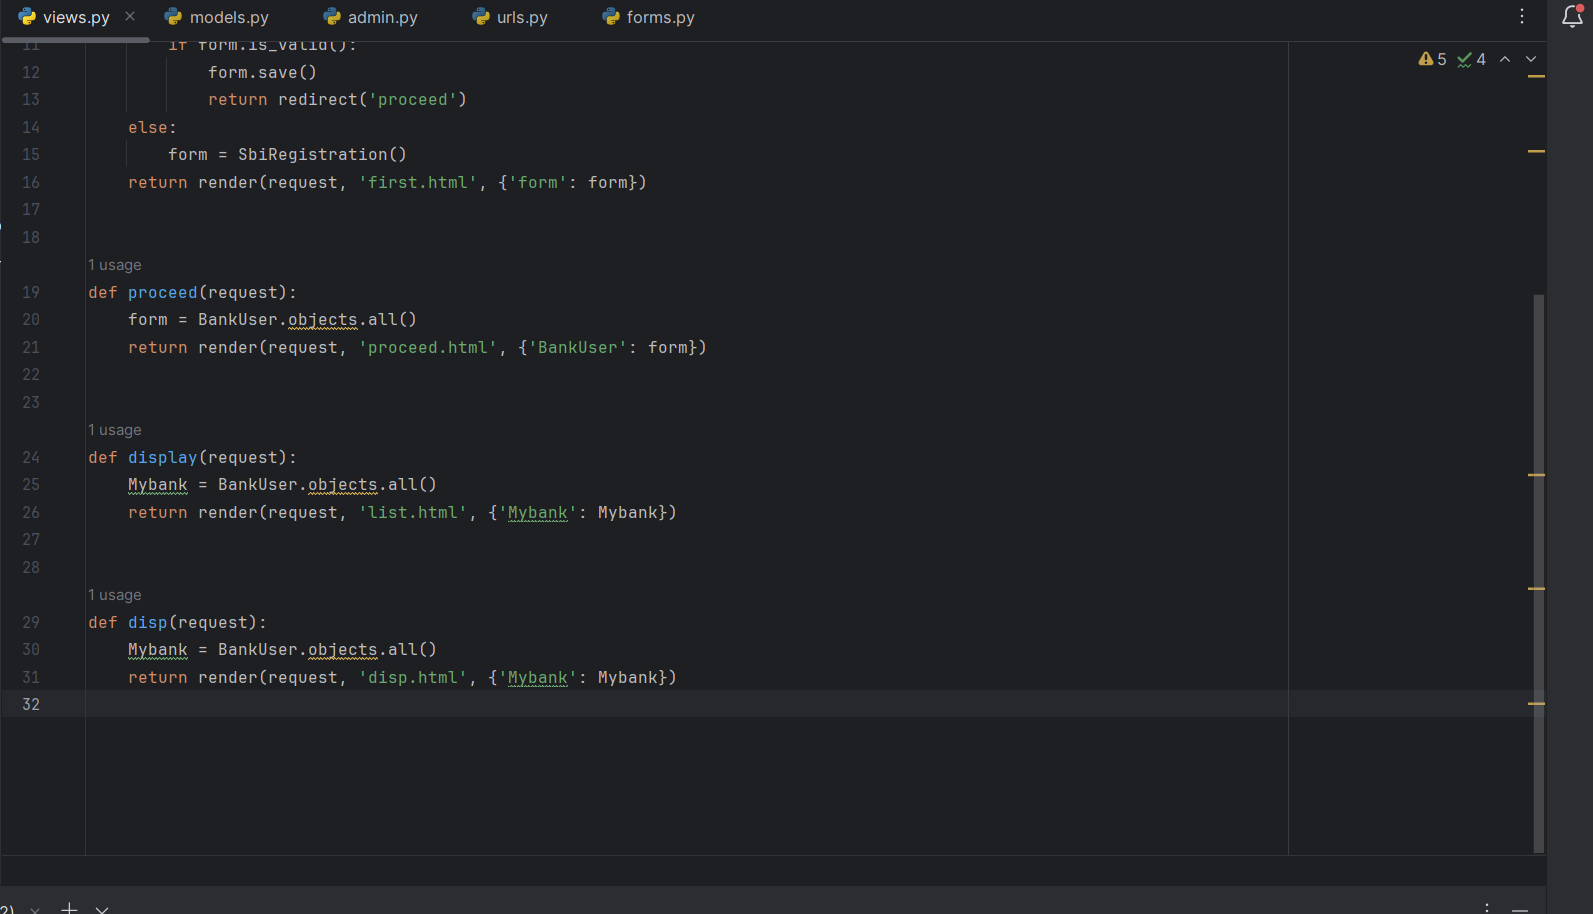 views.py models.py admin.py urls.py forms.py
11 if form.is_valid():
5 4
12 form.save()
13 return redirect('proceed')
14 else:
15 form = SbiRegistration()
16 return render(request, 'first.html', {'form': form})
17
18
1 usage
19 def proceed(request):
20 form = BankUser.objects.all()
21 return render(request, 'proceed.html', {'BankUser': form})
22
23
1 usage
24 def display(request):
25 Mybank = BankUser.objects.all()
26 return render(request, 'list.html', {'Mybank': Mybank})
27
28
1 usage
29 def disp(request):
30 Mybank = BankUser.objects.all()
31 return render(request, 'disp.html', {'Mybank': Mybank})
32
2)